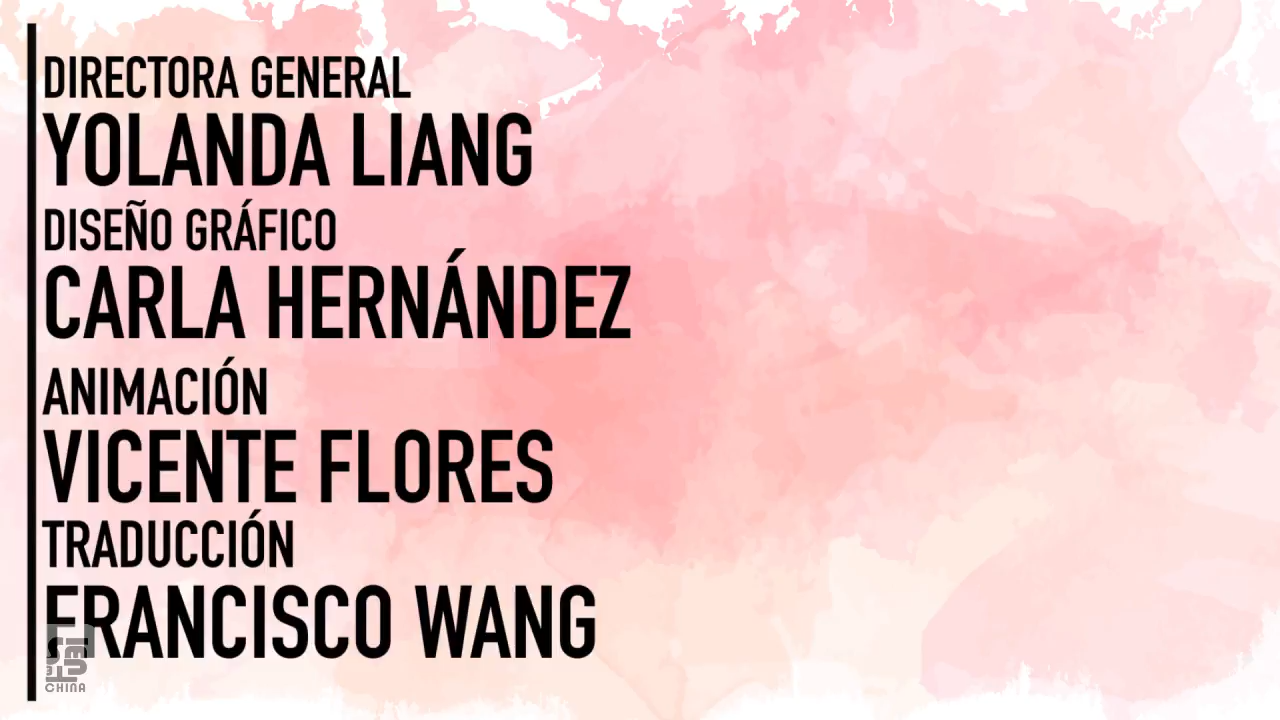 DIRECTORA GENERAL
YOLANDA LIANG
DISEÑO GRÁFICO
CARLA HERNÁNDEZ
ANIMACIÓN
VICENTE FLORES
TRADUCCIÓN
FRANCISCO WANG
CHINA